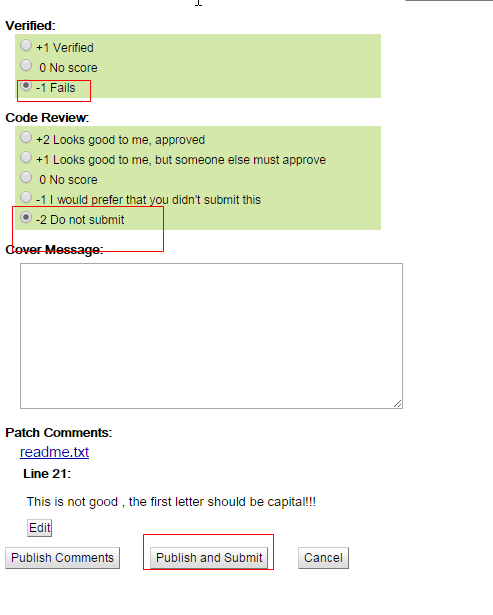 Verified:
+1 Verified
0 No score
-1 Fails
Code Review:
+2 Looks good to me, approved
+1 Looks good to me, but someone else must approve
0 No score
-1 I would prefer that you didn't submit this
-2 Do not submit
Cover Message:
Patch Comments:
readme.txt
Line 21:
This is not good , the first letter should be capital!!!
Edit
Publish Comments Publish and Submit Cancel